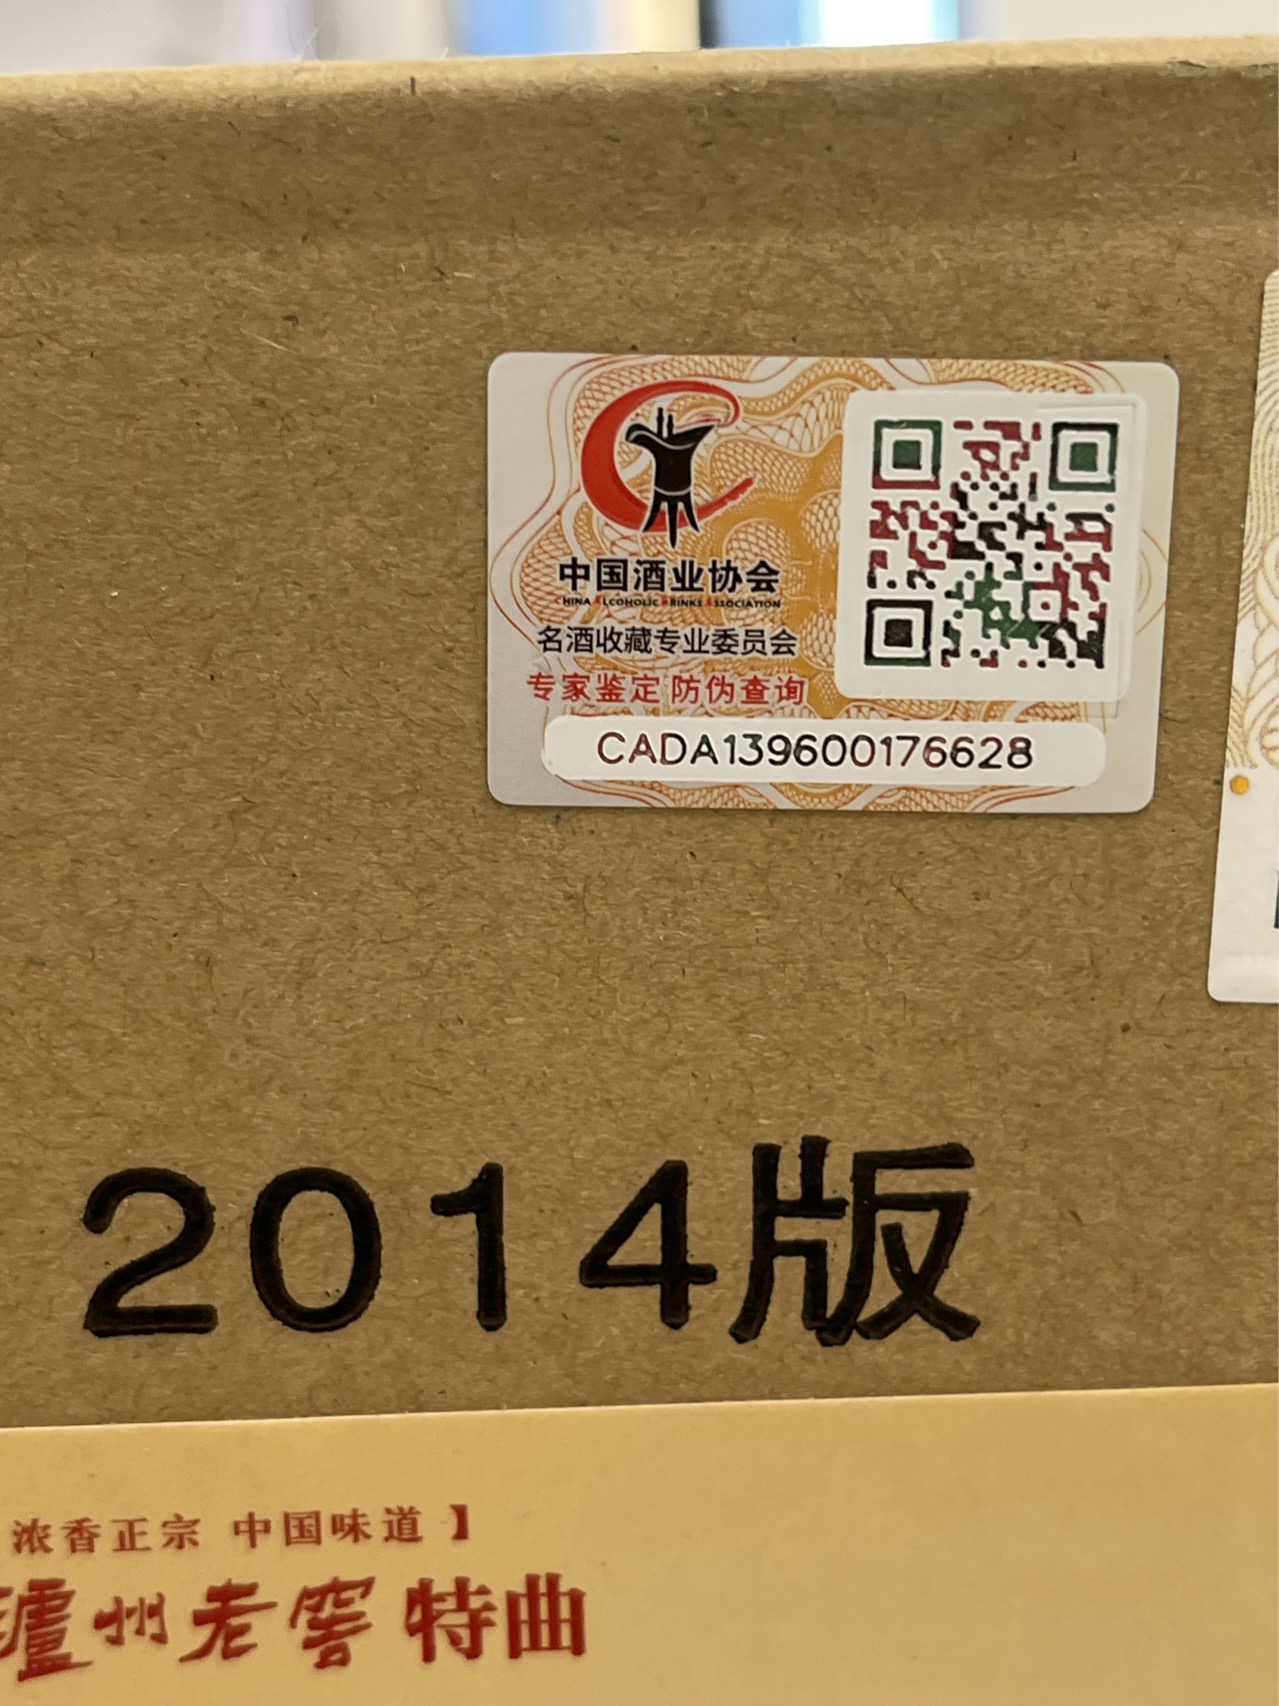 中国酒业协会
CHINA ALCOHOLIC DRINKS ASSOCIATION
名酒收藏专业委员会
专家鉴定 防伪查询
CADA139600176628
2014版
浓香正宗 中国味道】
泸州老窖 特曲